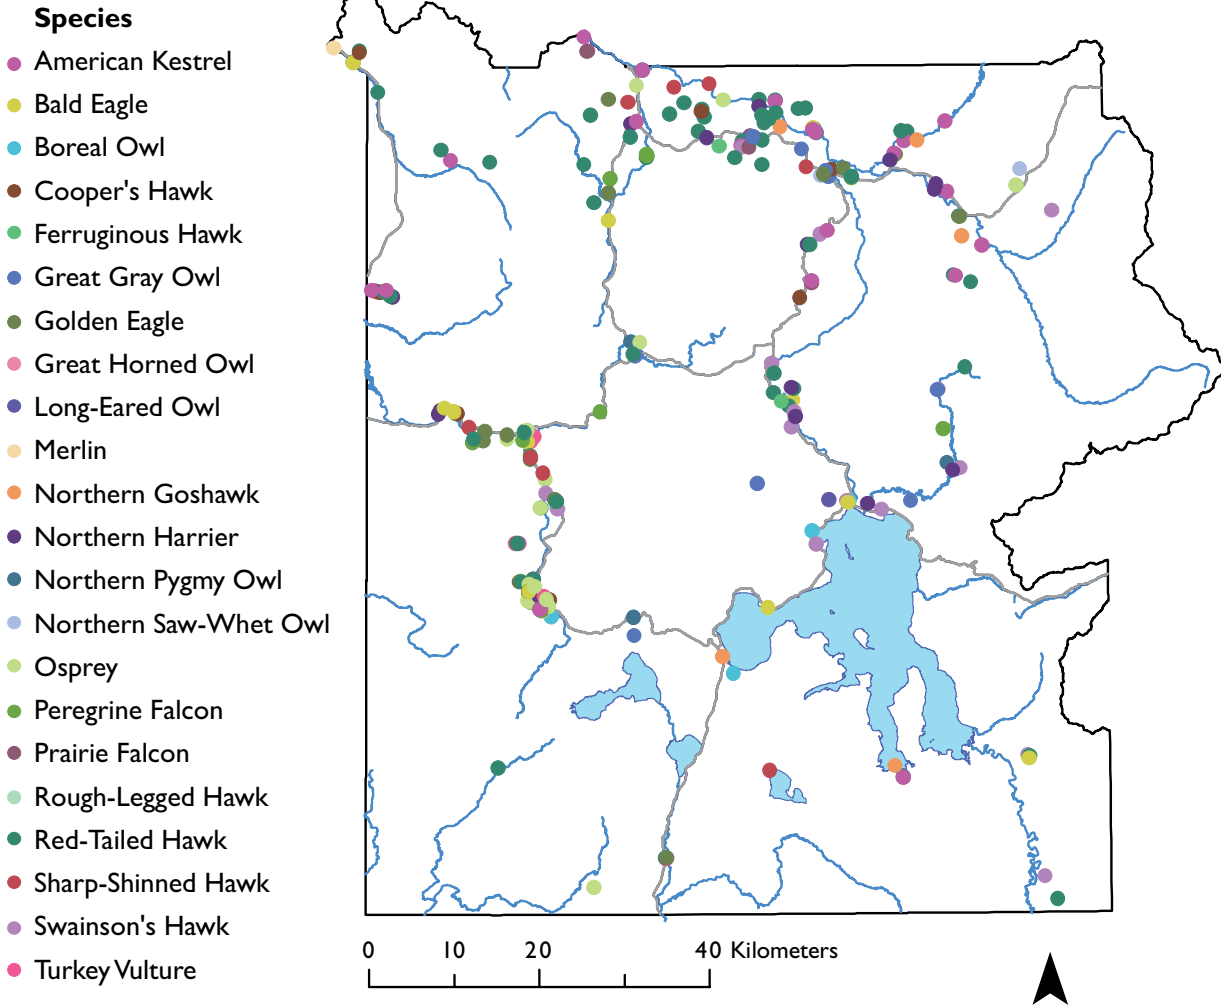 Species
American Kestrel
Bald Eagle
Boreal Owl
Cooper's Hawk
Ferruginous Hawk
Great Gray Owl
Golden Eagle
Great Horned Owl
Long-Eared Owl
Merlin
Northern Goshawk
Northern Harrier
Northern Pygmy Owl
Northern Saw-Whet Owl
Osprey
Peregrine Falcon
Prairie Falcon
Rough-Legged Hawk
Red-Tailed Hawk
Sharp-Shinned Hawk
Swainson's Hawk
Turkey Vulture
0 10 20 40 Kilometers